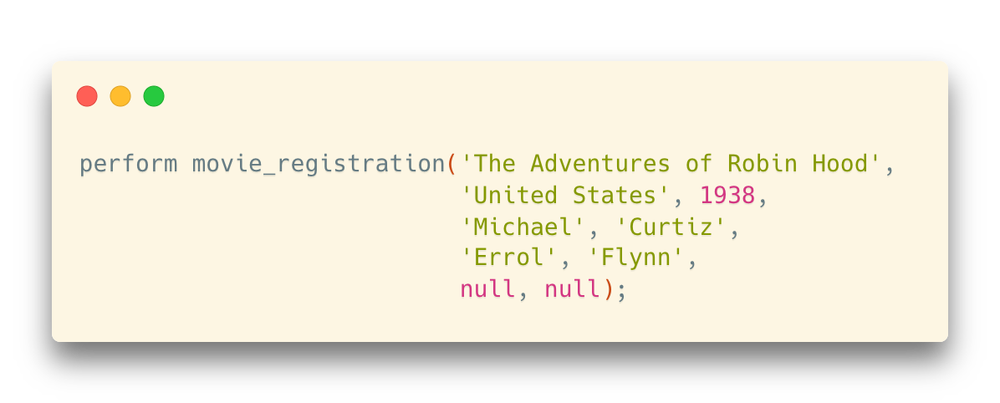 perform movie_registration('The Adventures of Robin Hood',
'United States', 1938,
'Michael', 'Curtiz',
'Errol', 'Flynn',
null, null);